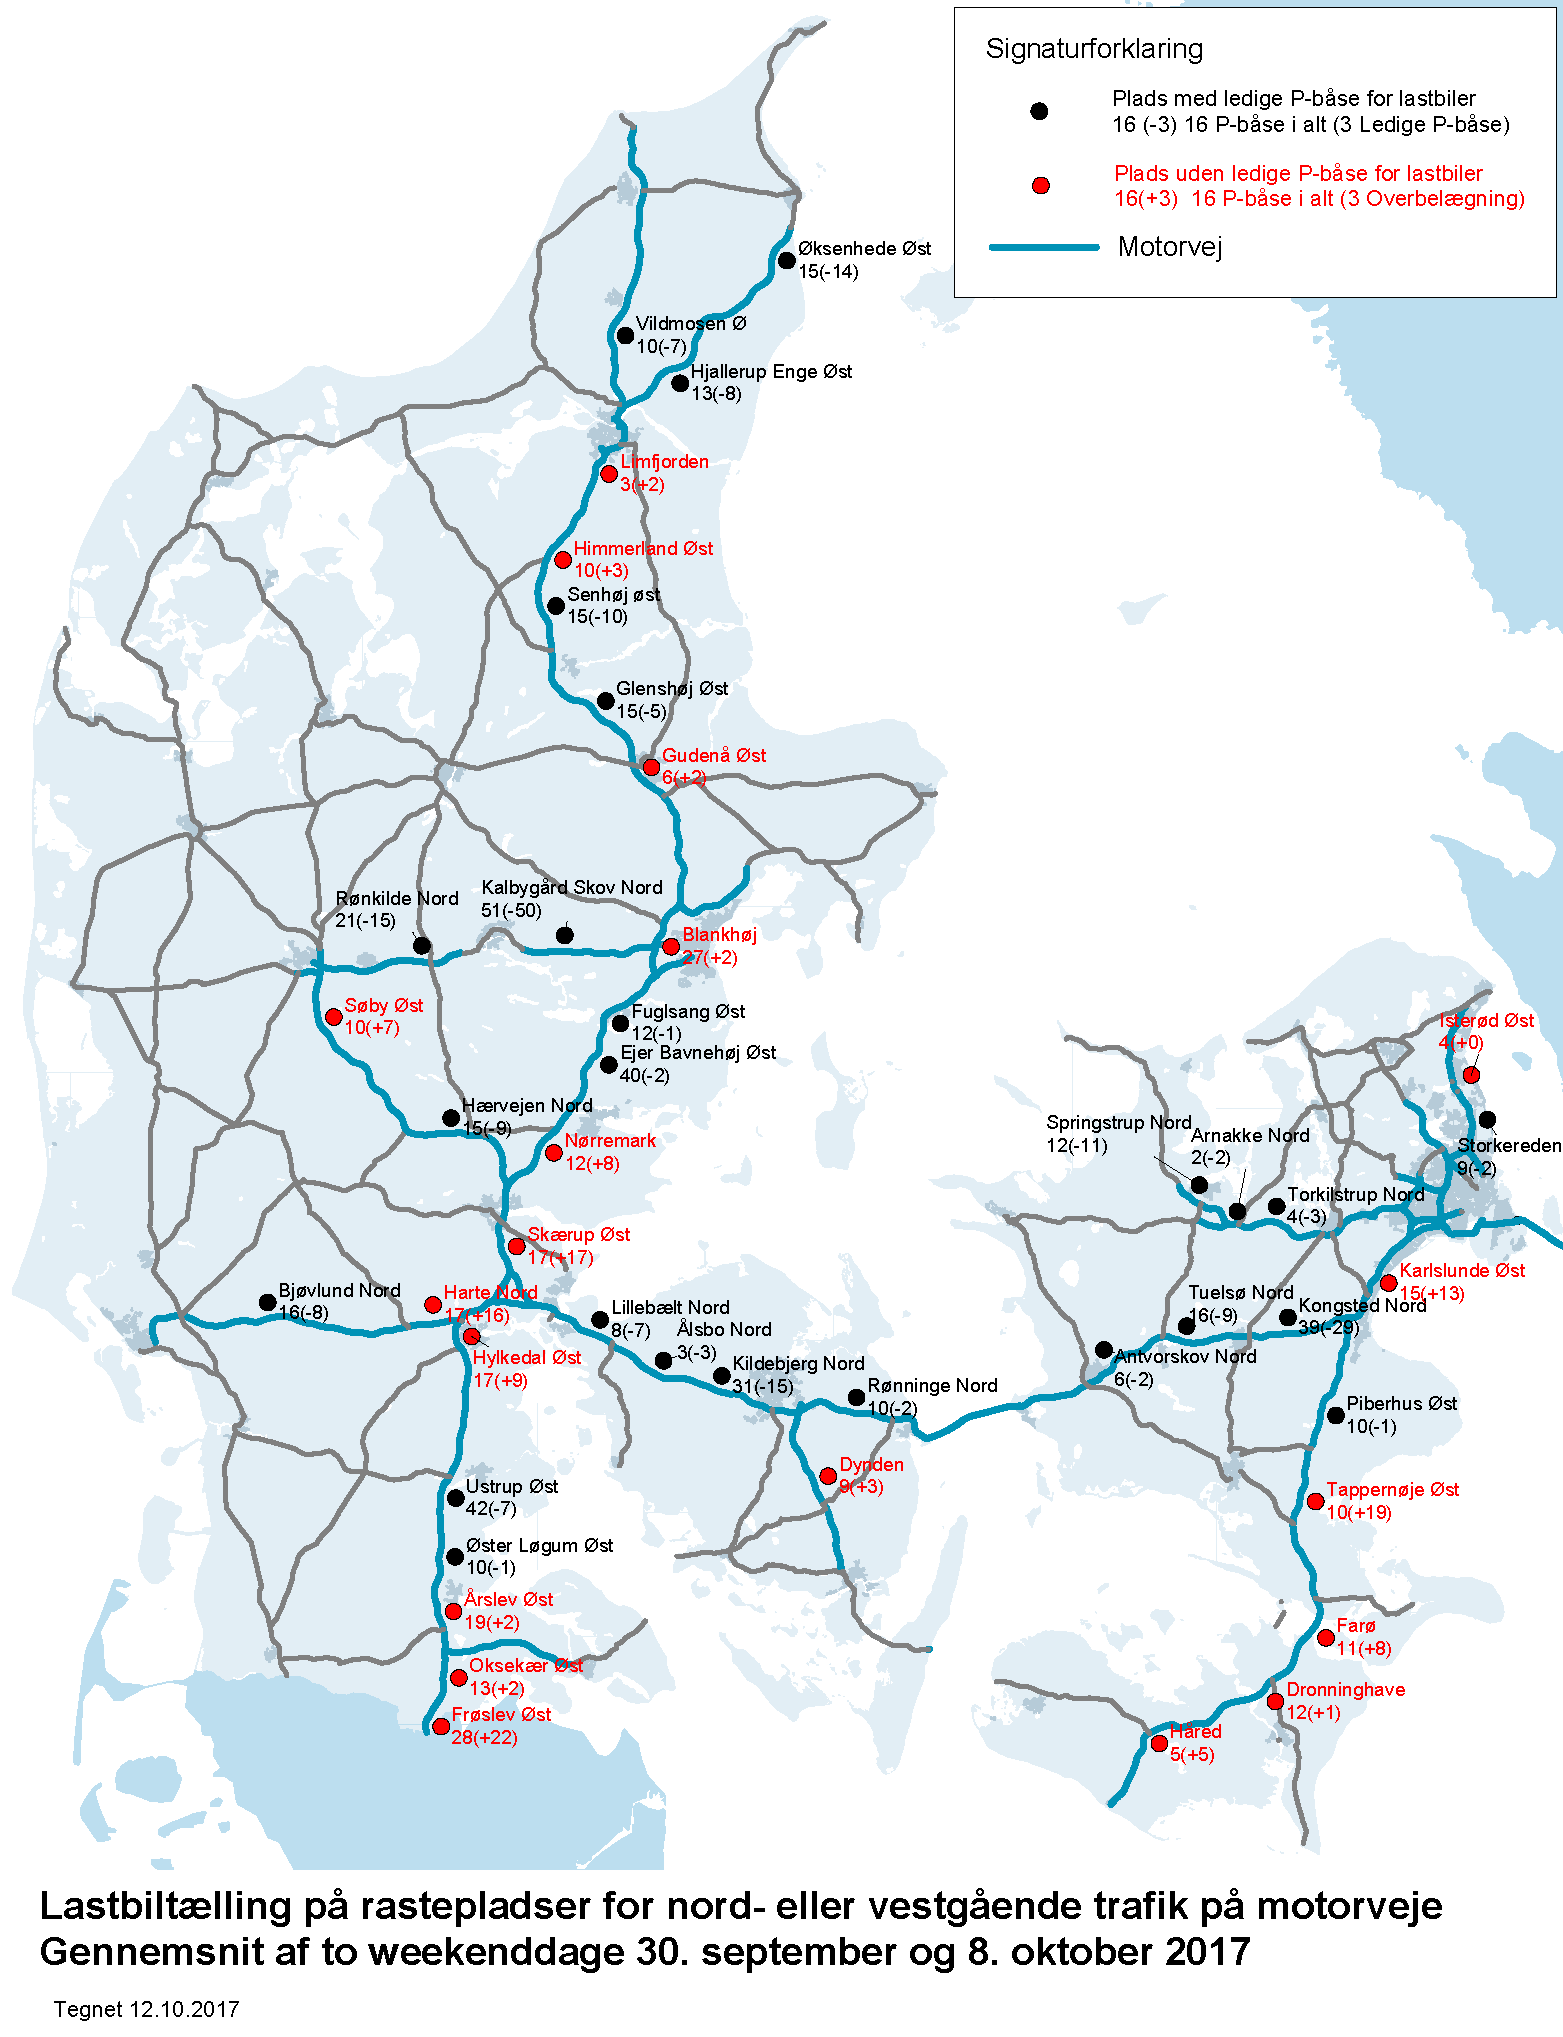 Signaturforklaring
Plads med ledige P-båse for lastbiler
16 (-3) 16 P-båse i alt (3 Ledige P-båse)
Plads uden ledige P-båse for lastbiler
16(+3) 16 P-båse i alt (3 Overbelægning)
Motorvej
Øksenhede Øst
15(-14)
Vildmosen Ø
10(-7)
Hjallerup Enge Øst
13(-8)
Limfjorden
3(+2)
Himmerland Øst
10(+3)
Senhøj øst
15(-10)
Glenshøj Øst
15(-5)
Gudenå Øst
6(+2)
Kalbygård Skov Nord
51(-50)
Rønkilde Nord
21(-15)
Blankhøj
27(+2)
Søby Øst
10(+7)
Fuglsang Øst
12(-1)
Ejer Bavnehøj Øst
40(-2)
Hærvejen Nord
15(-9)
Nørremark
12(+8)
Skærup Øst
17(+17)
Bjøvlund Nord
16(-8)
Harte Nord
17(+16)
Hylkedal Øst
17(+9)
Lillebælt Nord
8(-7)
Ålsbo Nord
3(-3)
Kildebjerg Nord
31(-15)
Rønninge Nord
10(-2)
Dynden
9(+3)
Ustrup Øst
42(-7)
Øster Løgum Øst
10(-1)
Årslev Øst
19(+2)
Oksekær Øst
13(+2)
Frøslev Øst
28(+22)
Isterød Øst
4(+0)
Storkereden
9(-2)
Springstrup Nord
12(-11)
Arnakke Nord
2(-2)
Torkilstrup Nord
4(-3)
Karlslunde Øst
15(+13)
Tuelsø Nord
16(-9)
Kongsted Nord
39(-29)
Antvorskov Nord
6(-2)
Piberhus Øst
10(-1)
Tappernøje Øst
10(+19)
Farø
11(+8)
Dronninghave
12(+1)
Håred
5(+5)
Lastbiltælling på rastepladser for nord- eller vestgående trafik på motorveje
Gennemsnit af to weekenddage 30. september og 8. oktober 2017
Tegnet 12.10.2017